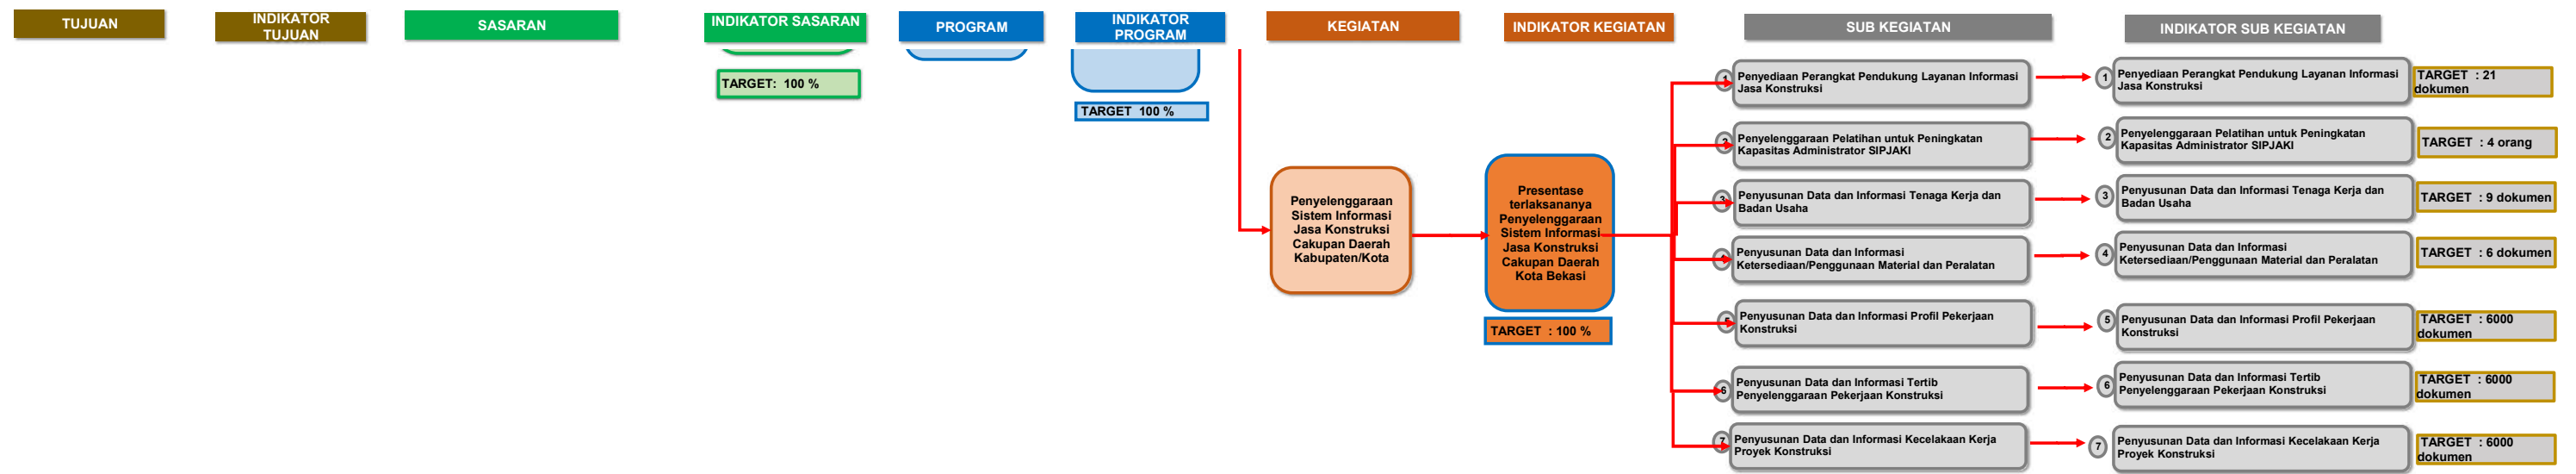 TUJUAN
INDIKATOR
TUJUAN
SASARAN
INDIKATOR SASARAN
PROGRAM
INDIKATOR
PROGRAM
KEGIATAN
INDIKATOR KEGIATAN
SUB KEGIATAN
INDIKATOR SUB KEGIATAN
TARGET: 100 %
TARGET 100 %
Penyelenggaraan
Sistem Informasi
Jasa Konstruksi
Cakupan Daerah
Kabupaten/Kota
Presentase
terlaksananya
Penyelenggaraan
Sistem Informasi
Jasa Konstruksi
Cakupan Daerah
Kota Bekasi
TARGET : 100 %
1
Penyediaan Perangkat Pendukung Layanan Informasi
Jasa Konstruksi
1
Penyediaan Perangkat Pendukung Layanan Informasi
Jasa Konstruksi
TARGET : 21
dokumen
2
Penyelenggaraan Pelatihan untuk Peningkatan
Kapasitas Administrator SIPJAKI
2
Penyelenggaraan Pelatihan untuk Peningkatan
Kapasitas Administrator SIPJAKI
TARGET : 4 orang
3
Penyusunan Data dan Informasi Tenaga Kerja dan
Badan Usaha
3
Penyusunan Data dan Informasi Tenaga Kerja dan
Badan Usaha
TARGET : 9 dokumen
4
Penyusunan Data dan Informasi
Ketersediaan/Penggunaan Material dan Peralatan
4
Penyusunan Data dan Informasi
Ketersediaan/Penggunaan Material dan Peralatan
TARGET : 6 dokumen
5
Penyusunan Data dan Informasi Profil Pekerjaan
Konstruksi
5
Penyusunan Data dan Informasi Profil Pekerjaan
Konstruksi
TARGET : 6000
dokumen
6
Penyusunan Data dan Informasi Tertib
Penyelenggaraan Pekerjaan Konstruksi
6
Penyusunan Data dan Informasi Tertib
Penyelenggaraan Pekerjaan Konstruksi
TARGET : 6000
dokumen
7
Penyusunan Data dan Informasi Kecelakaan Kerja
Proyek Konstruksi
7
Penyusunan Data dan Informasi Kecelakaan Kerja
Proyek Konstruksi
TARGET : 6000
dokumen